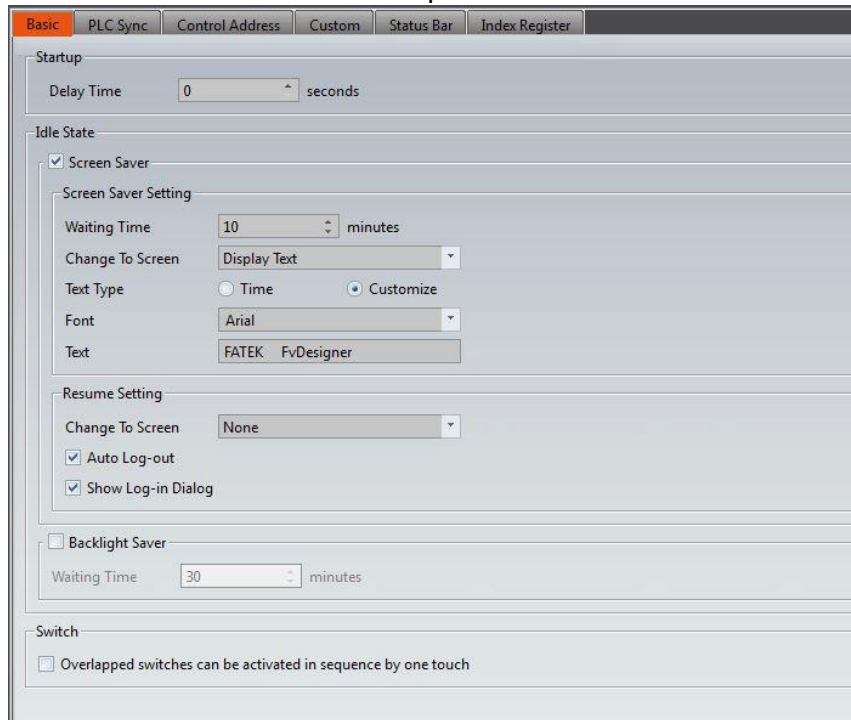 Basic PLC Sync Control Address Custom Status Bar Index Register
Startup
Delay Time 0 seconds
Idle State
Screen Saver
Screen Saver Setting
Waiting Time 10 minutes
Change To Screen Display Text
Text Type Time Customize
Font Arial
Text FATEK FvDesigner
Resume Setting
Change To Screen None
Auto Log-out
Show Log-in Dialog
Backlight Saver
Waiting Time 30 minutes
Switch
Overlapped switches can be activated in sequence by one touch